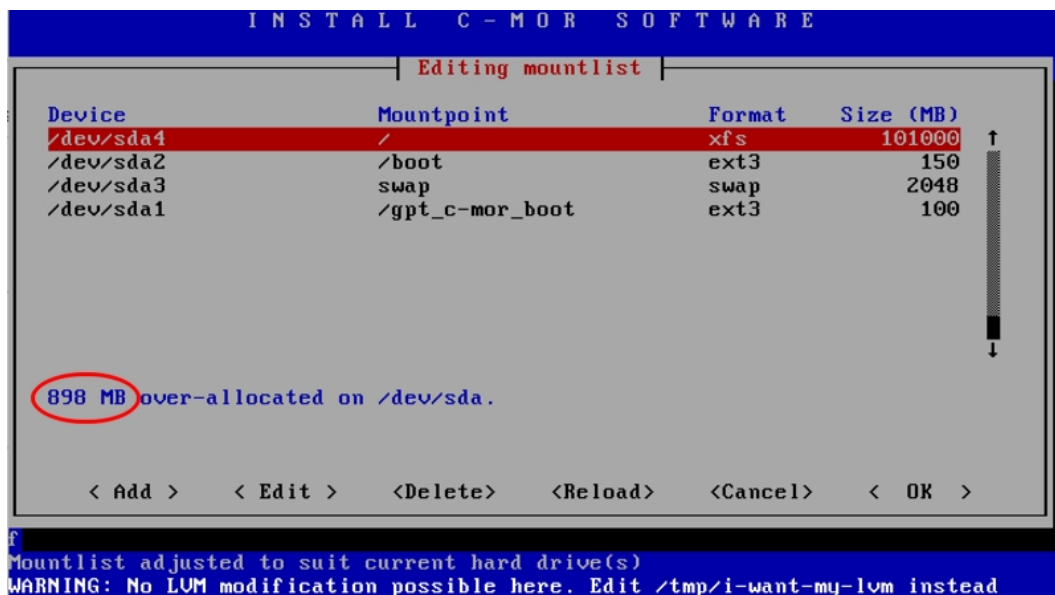 INSTALL C-MOR SOFTWARE
Editing mountlist
Device Mountpoint Format Size (MB)
/dev/sda4 / xfs 101000
/dev/sda2 /boot ext3 150
/dev/sda3 swap swap 2048
/dev/sda1 /gpt_c-mor_boot ext3 100
898 MB over-allocated on /dev/sda.
< Add > < Edit > <Delete> <Reload> <Cancel> < OK >
f
Mountlist adjusted to suit current hard drive(s)
WARNING: No LVM modification possible here. Edit /tmp/i-want-my-lvm instead